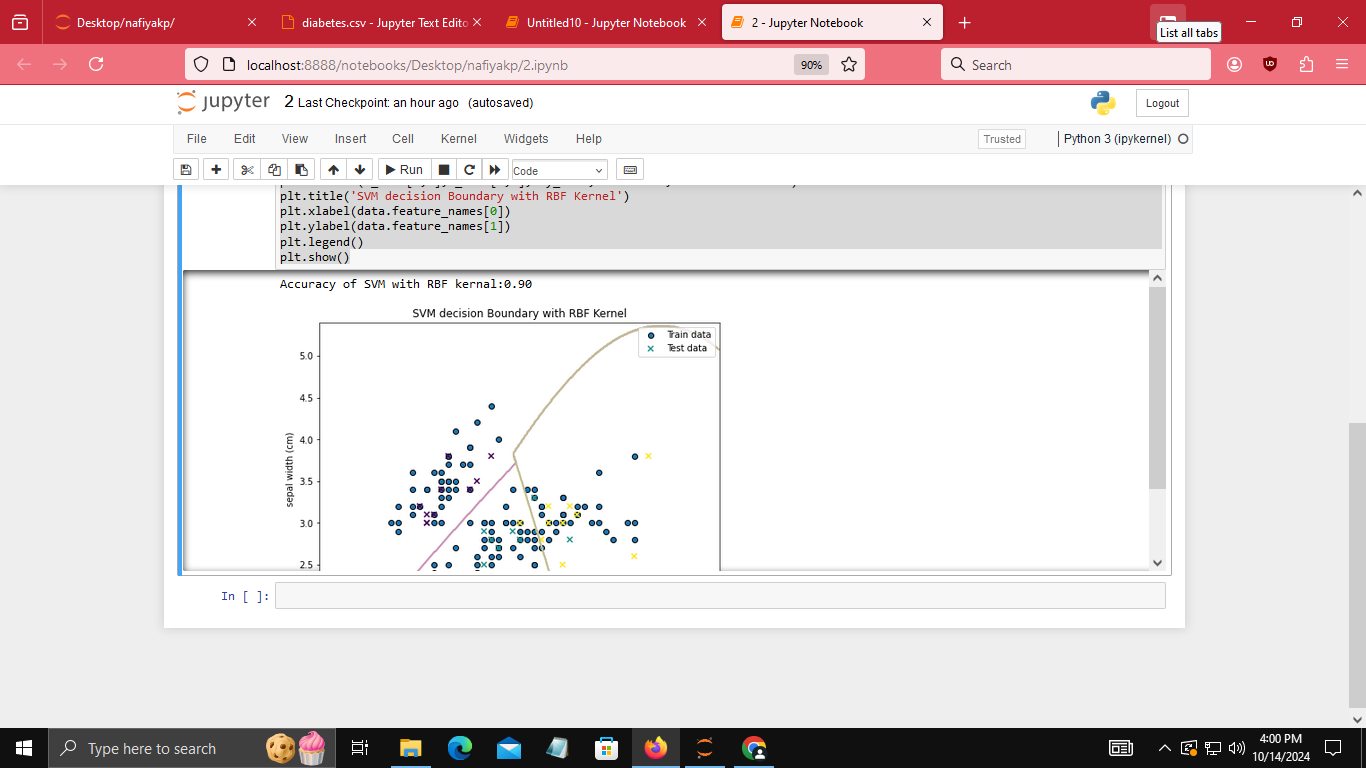 Desktop/nafiyakp/
diabetes.csv - Jupyter Text Edito
Untitled10 - Jupyter Notebook
2 - Jupyter Notebook
List all tabs
localhost:8888/notebooks/Desktop/nafiyakp/2.ipynb
90%
Search
jupyter
2 Last Checkpoint: an hour ago (autosaved)
Logout
File Edit View Insert Cell Kernel Widgets Help
Trusted
Python 3 (ipykernel)
Run
Code
plt.title('SVM decision Boundary with RBF Kernel')
plt.xlabel(data.feature_names[0])
plt.ylabel(data.feature_names[1])
plt.legend()
plt.show()
Accuracy of SVM with RBF kernal:0.90
SVM decision Boundary with RBF Kernel
Train data
Test data
5.0
4.5
4.0
3.5
3.0
2.5
sepal width (cm)
In [ ]:
Type here to search
4:00 PM
10/14/2024